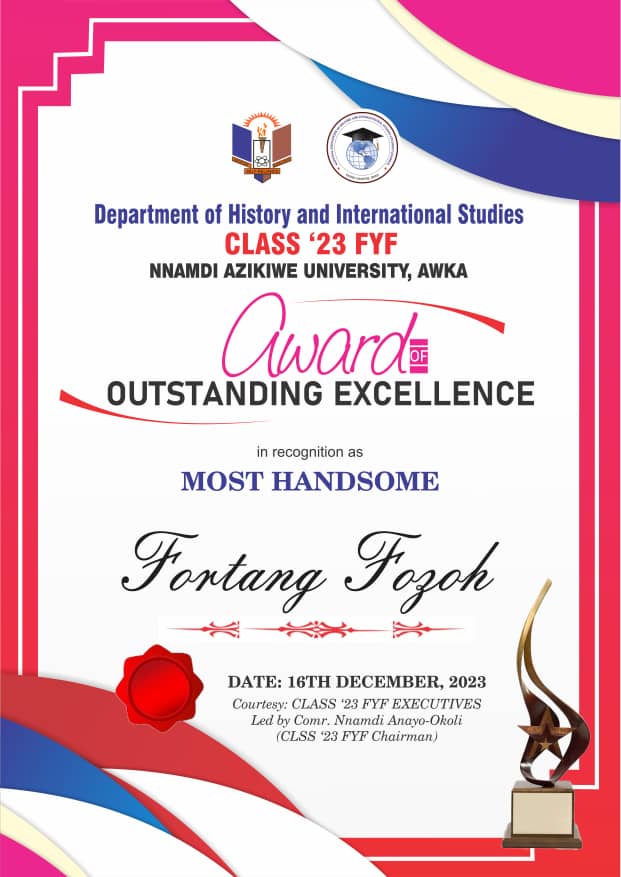 Department of History and International Studies
CLASS ‘23 FYF
NNAMDI AZIKIWE UNIVERSITY, AWKA
Award OF
OUTSTANDING EXCELLENCE
in recognition as
MOST HANDSOME
Fortang Fozoh
DATE: 16TH DECEMBER, 2023
Courtesy: CLASS ‘23 FYF EXECUTIVES
Led by Comr. Nnamdi Anayo-Okoli
(CLSS ‘23 FYF Chairman)